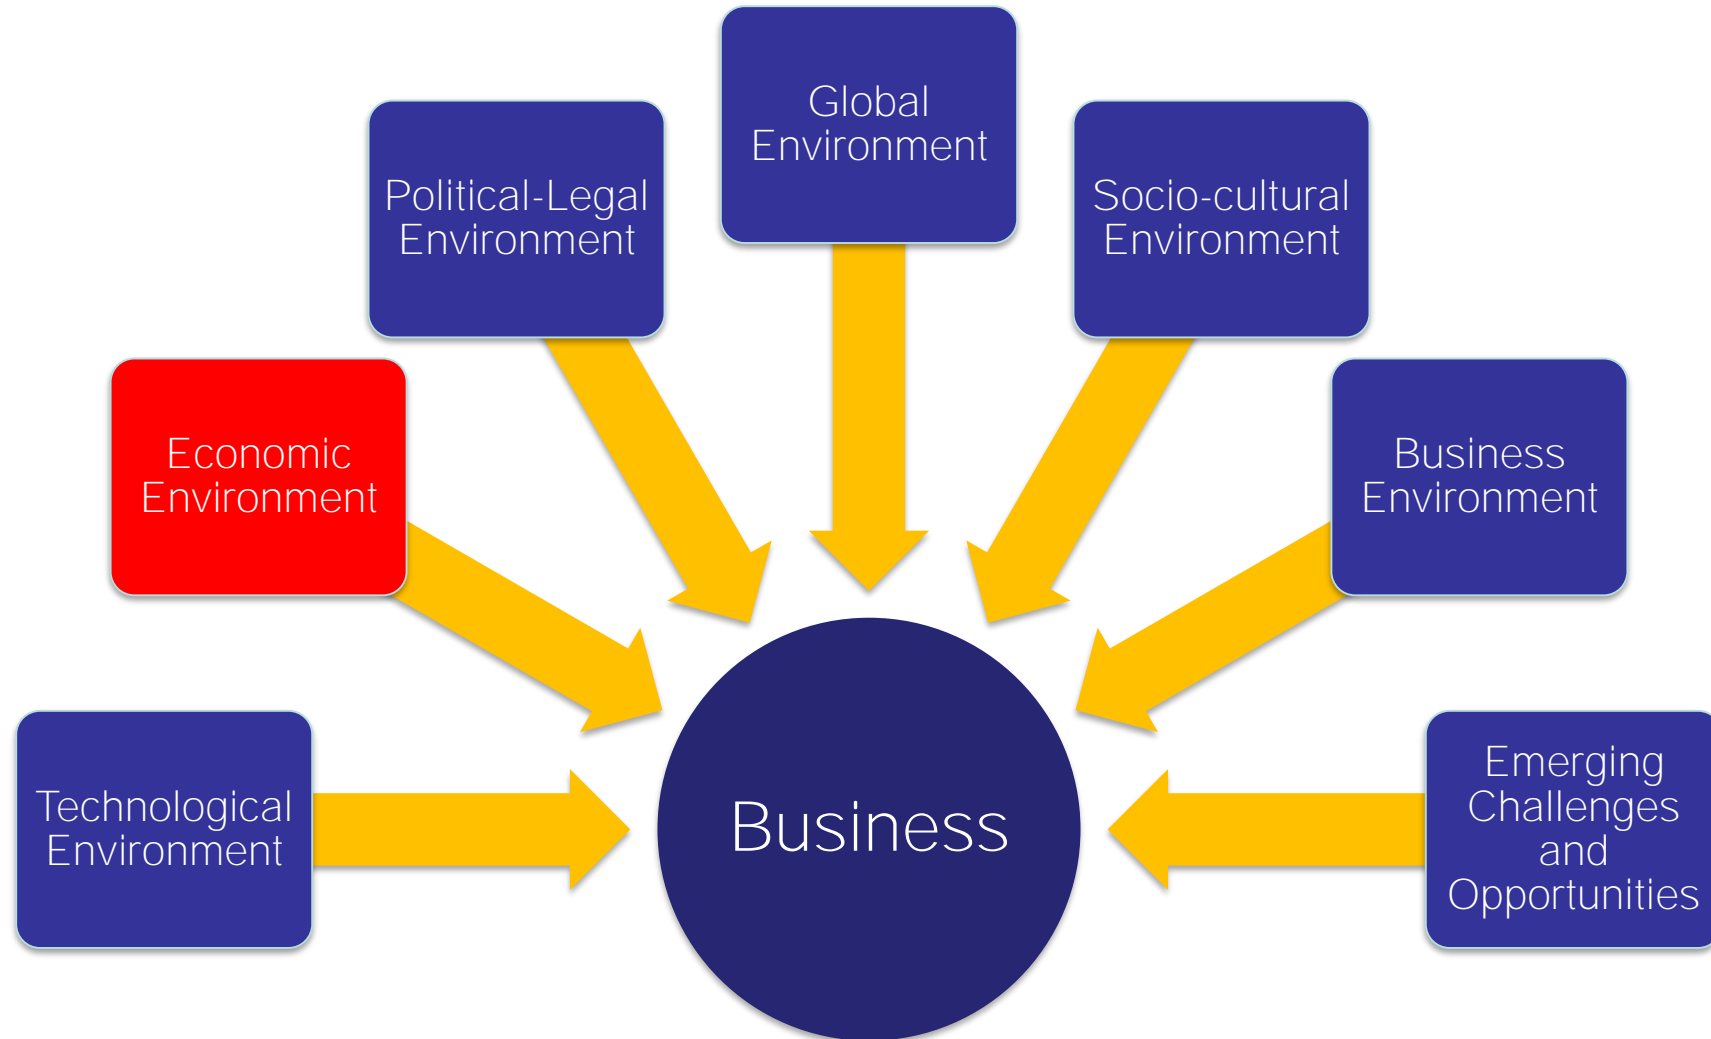 Global
Environment
Political-Legal
Environment
Socio-cultural
Environment
Economic
Environment
Business
Environment
Technological
Environment
Business
Emerging
Challenges
and
Opportunities